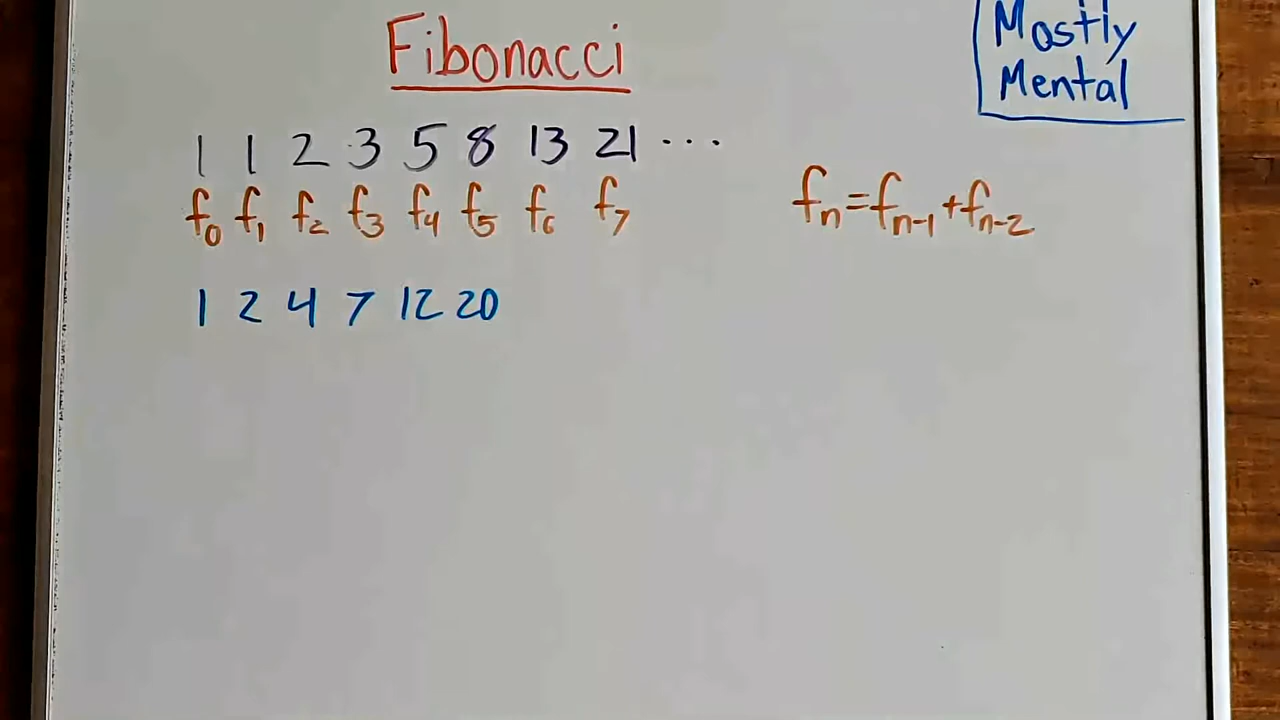 Fibonacci
Mostly
Mental
1 1 2 3 5 8 13 21 ...
f₀ f₁ f₂ f₃ f₄ f₅ f₆ f₇
fₙ=fₙ₋₁+fₙ₋₂
1 2 4 7 12 20